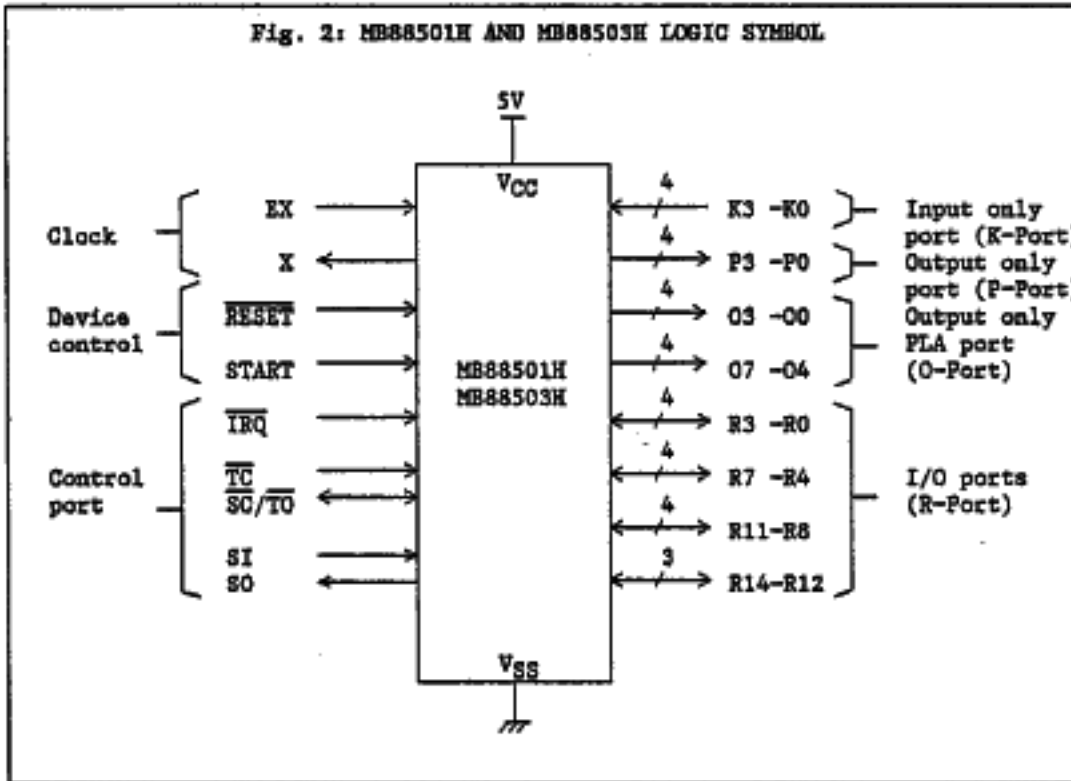 Fig. 2: MB88501H AND MB88503H LOGIC SYMBOL
5V
VCC
Clock
EX
X
Device
control
RESET
START
Control
port
IRQ
TC
SC/TO
SI
SO
MB88501H
MB88503H
4
K3 -K0
Input only
port (K-Port)
4
P3 -P0
Output only
port (P-Port)
4
O3 -O0
Output only
4
O7 -O4
PLA port
(O-Port)
4
R3 -R0
4
R7 -R4
I/O ports
(R-Port)
4
R11-R8
3
R14-R12
VSS